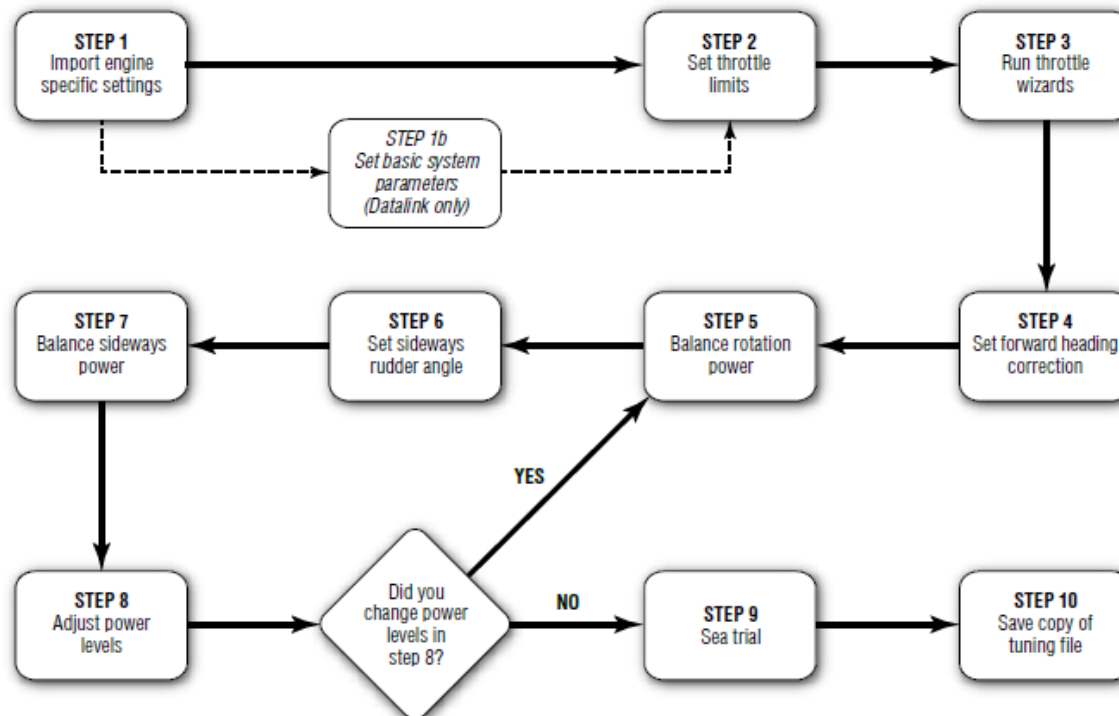 STEP 1
Import engine
specific settings
STEP 2
Set throttle
limits
STEP 3
Run throttle
wizards
STEP 1b
Set basic system
parameters
(Datalink only)
STEP 7
Balance sideways
power
STEP 6
Set sideways
rudder angle
STEP 5
Balance rotation
power
STEP 4
Set forward heading
correction
YES
STEP 8
Adjust power
levels
Did you
change power
levels in
step 8?
NO
STEP 9
Sea trial
STEP 10
Save copy of
tuning file